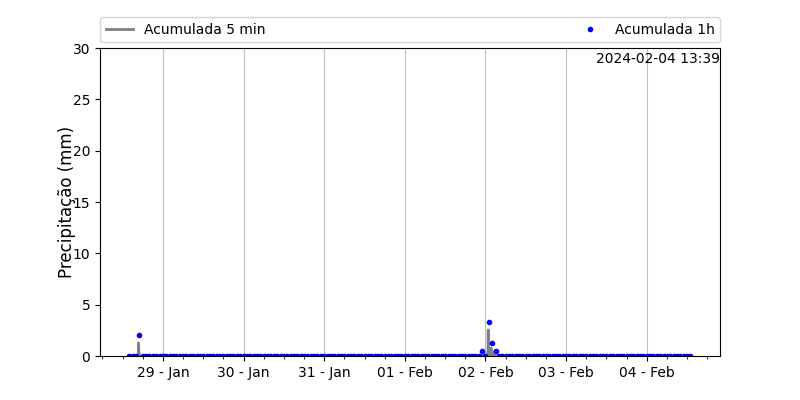 Acumulada 5 min Acumulada 1h
2024-02-04 13:39
Precipitação (mm)
30
25
20
15
10
5
0
29 - Jan 30 - Jan 31 - Jan 01 - Feb 02 - Feb 03 - Feb 04 - Feb